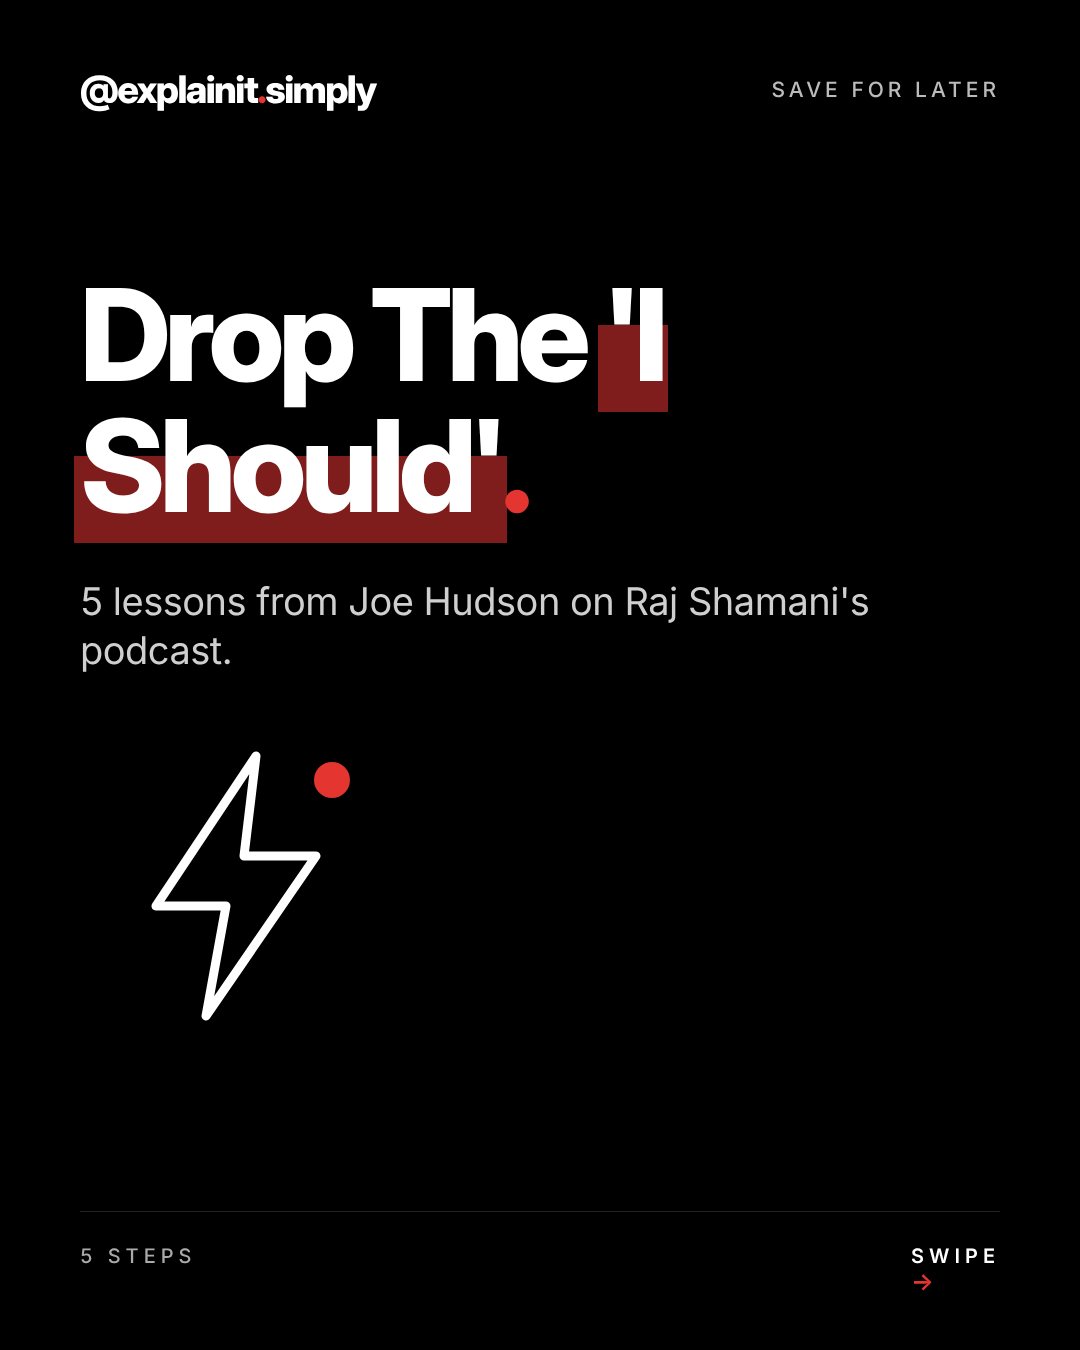 @explainit.simply
SAVE FOR LATER
Drop The 'I
Should'.
5 lessons from Joe Hudson on Raj Shamani's
podcast.
5 STEPS
SWIPE
→